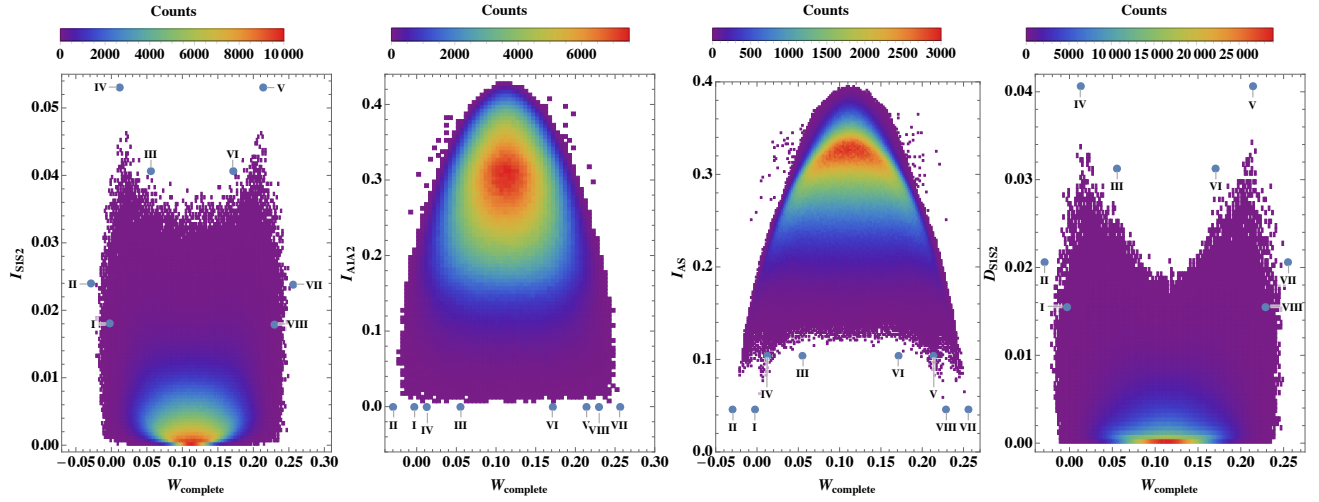 Counts
0 2000 4000 6000 8000 10000
I_S1S2
0.05
0.04
0.03
0.02
0.01
0.00
IV V
III VI
II VII
I VIII
−0.05 0.00 0.05 0.10 0.15 0.20 0.25 0.30
W_complete
Counts
0 2000 4000 6000
I_A1A2
0.4
0.3
0.2
0.1
0.0
II I IV III VI V VIII VII
0.00 0.05 0.10 0.15 0.20 0.25 0.30
W_complete
Counts
0 500 1000 1500 2000 2500 3000
I_AS
0.4
0.3
0.2
0.1
0.0
IV III VI V
II I VIII VII
−0.05 0.00 0.05 0.10 0.15 0.20 0.25
W_complete
Counts
0 5000 10 000 15 000 20 000 25 000
D_S1S2
0.04
0.03
0.02
0.01
0.00
IV V
III VI
II VII
I VIII
0.00 0.05 0.10 0.15 0.20 0.25
W_complete